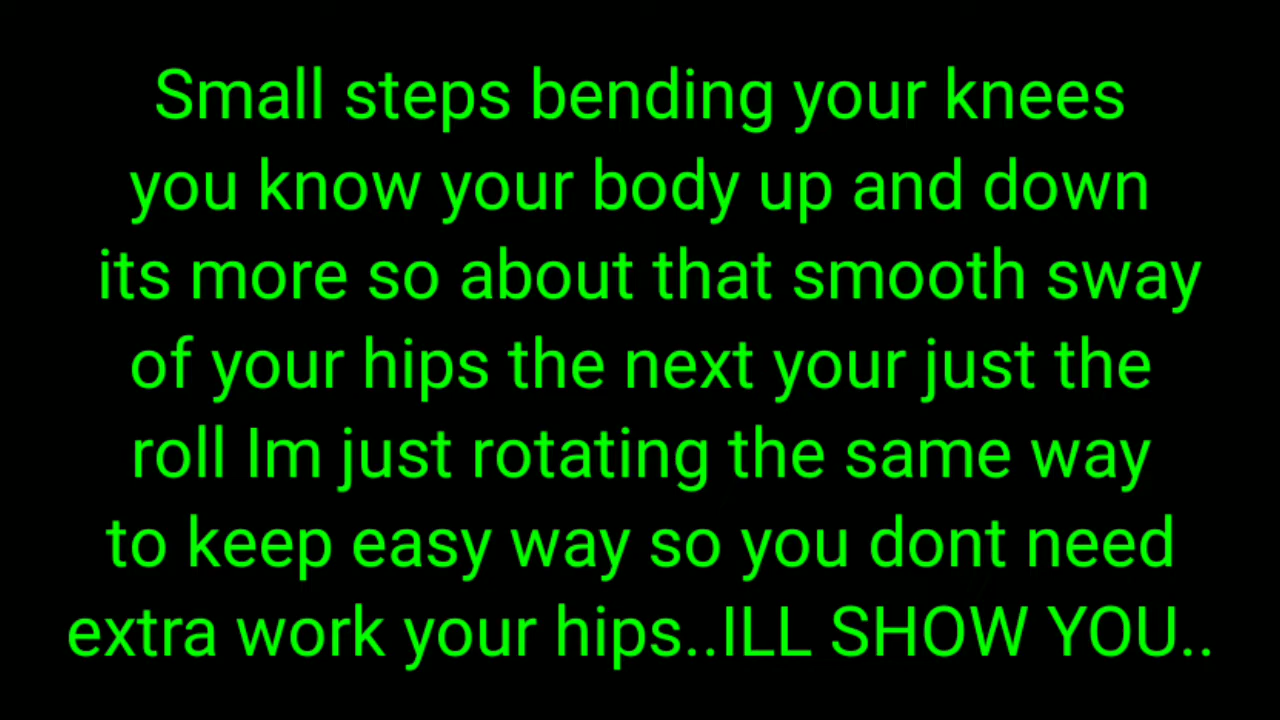 Small steps bending your knees
you know your body up and down
its more so about that smooth sway
of your hips the next your just the
roll Im just rotating the same way
to keep easy way so you dont need
extra work your hips..ILL SHOW YOU..